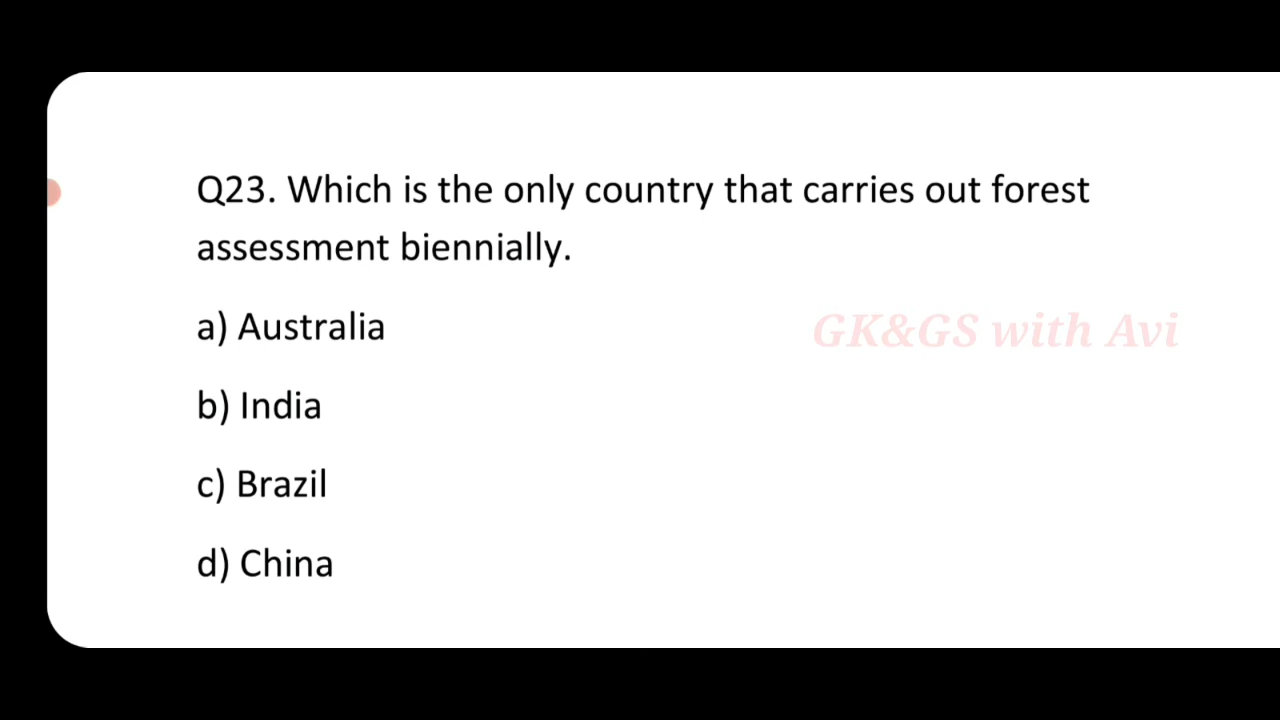 Q23. Which is the only country that carries out forest
assessment biennially.
a) Australia
GK&GS with Avi
b) India
c) Brazil
d) China